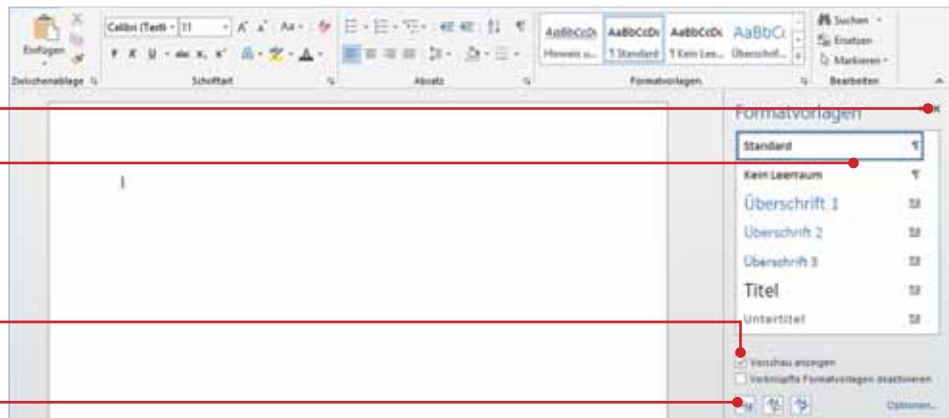 Calibri (Textk 11
Suchen
Ersetzen
Markieren
Einfügen
F K U abc x, x'
AaBbCcDc AaBbCcDc AaBbCcDc AaBbCc
Hinweis u... ¶ Standard ¶ Kein Lee... Überschrif...
Zwischenablage Schriftart Absatz Formatvorlagen Bearbeiten
Formatvorlagen
Standard
Kein Leerraum
Überschrift 1
Überschrift 2
Überschrift 3
Titel
Untertitel
Vorschau anzeigen
Verknüpfte Formatvorlagen deaktivieren
Optionen...